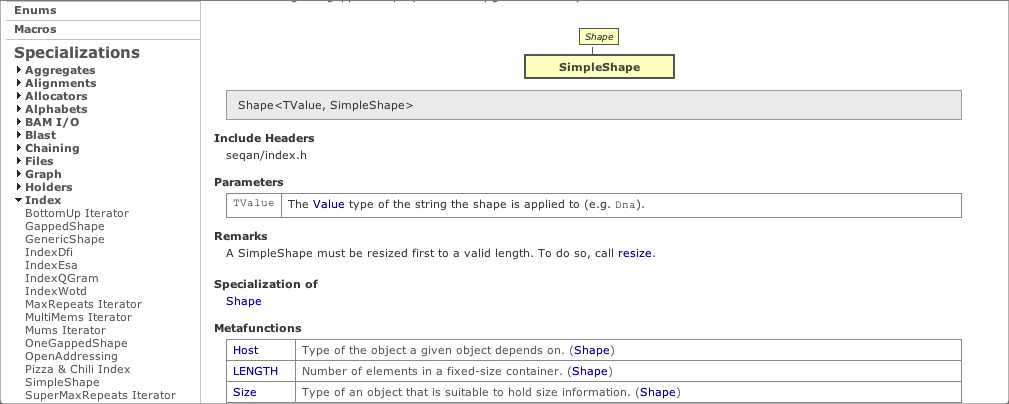 Enums
Macros
Specializations
Aggregates
Alignments
Allocators
Alphabets
BAM I/O
Blast
Chaining
Files
Graph
Holders
Index
BottomUp Iterator
GappedShape
GenericShape
IndexDfi
IndexEsa
IndexQGram
IndexWotd
MaxRepeats Iterator
MultiMems Iterator
Mums Iterator
OneGappedShape
OpenAddressing
Pizza & Chili Index
SimpleShape
SuperMaxRepeats Iterator
Shape
SimpleShape
Shape<TValue, SimpleShape>
Include Headers
seqan/index.h
Parameters
TValue The Value type of the string the shape is applied to (e.g. Dna).
Remarks
A SimpleShape must be resized first to a valid length. To do so, call resize.
Specialization of
Shape
Metafunctions
Host Type of the object a given object depends on. (Shape)
LENGTH Number of elements in a fixed-size container. (Shape)
Size Type of an object that is suitable to hold size information. (Shape)